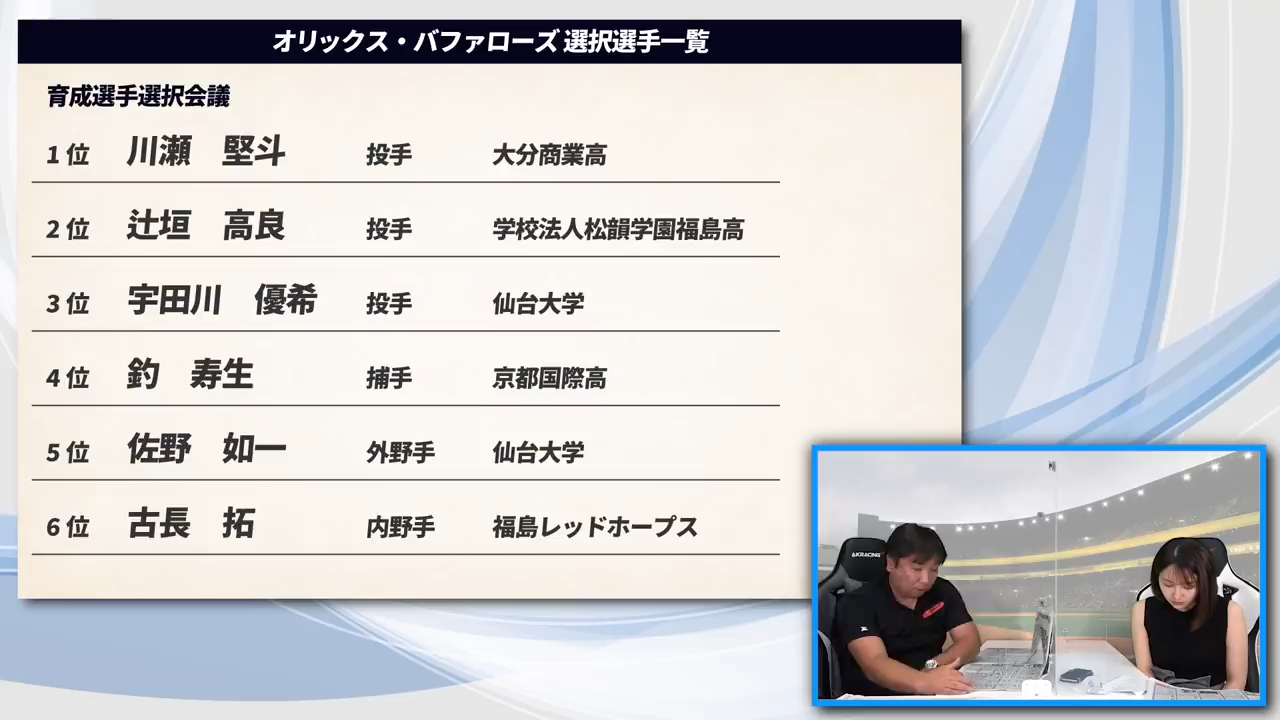 オリックス・バファローズ 選択選手一覧
育成選手選択会議
1位 川瀬 堅斗 投手 大分商業高
2位 辻垣 高良 投手 学校法人松韻学園福島高
3位 宇田川 優希 投手 仙台大学
4位 釣 寿生 捕手 京都国際高
5位 佐野 如一 外野手 仙台大学
6位 古長 拓 内野手 福島レッドホープス
AKRACING